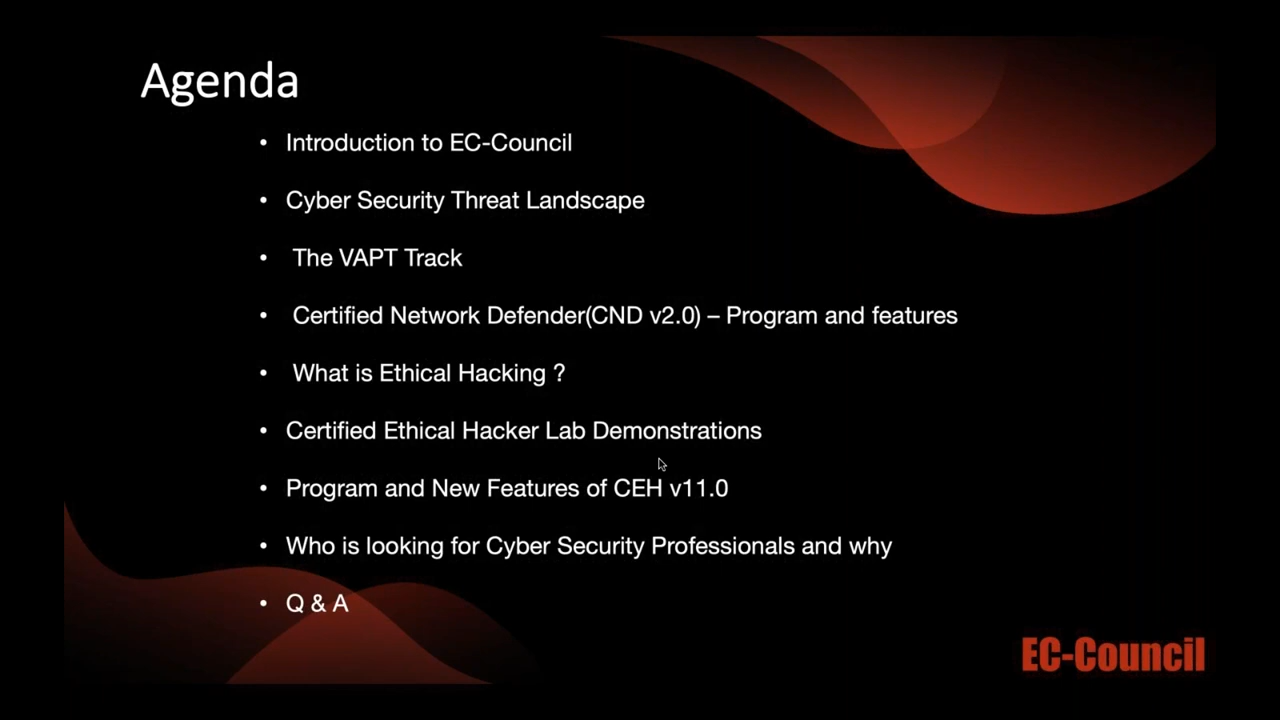 Agenda
• Introduction to EC-Council
• Cyber Security Threat Landscape
• The VAPT Track
• Certified Network Defender(CND v2.0) – Program and features
• What is Ethical Hacking ?
• Certified Ethical Hacker Lab Demonstrations
• Program and New Features of CEH v11.0
• Who is looking for Cyber Security Professionals and why
• Q & A
EC-Council